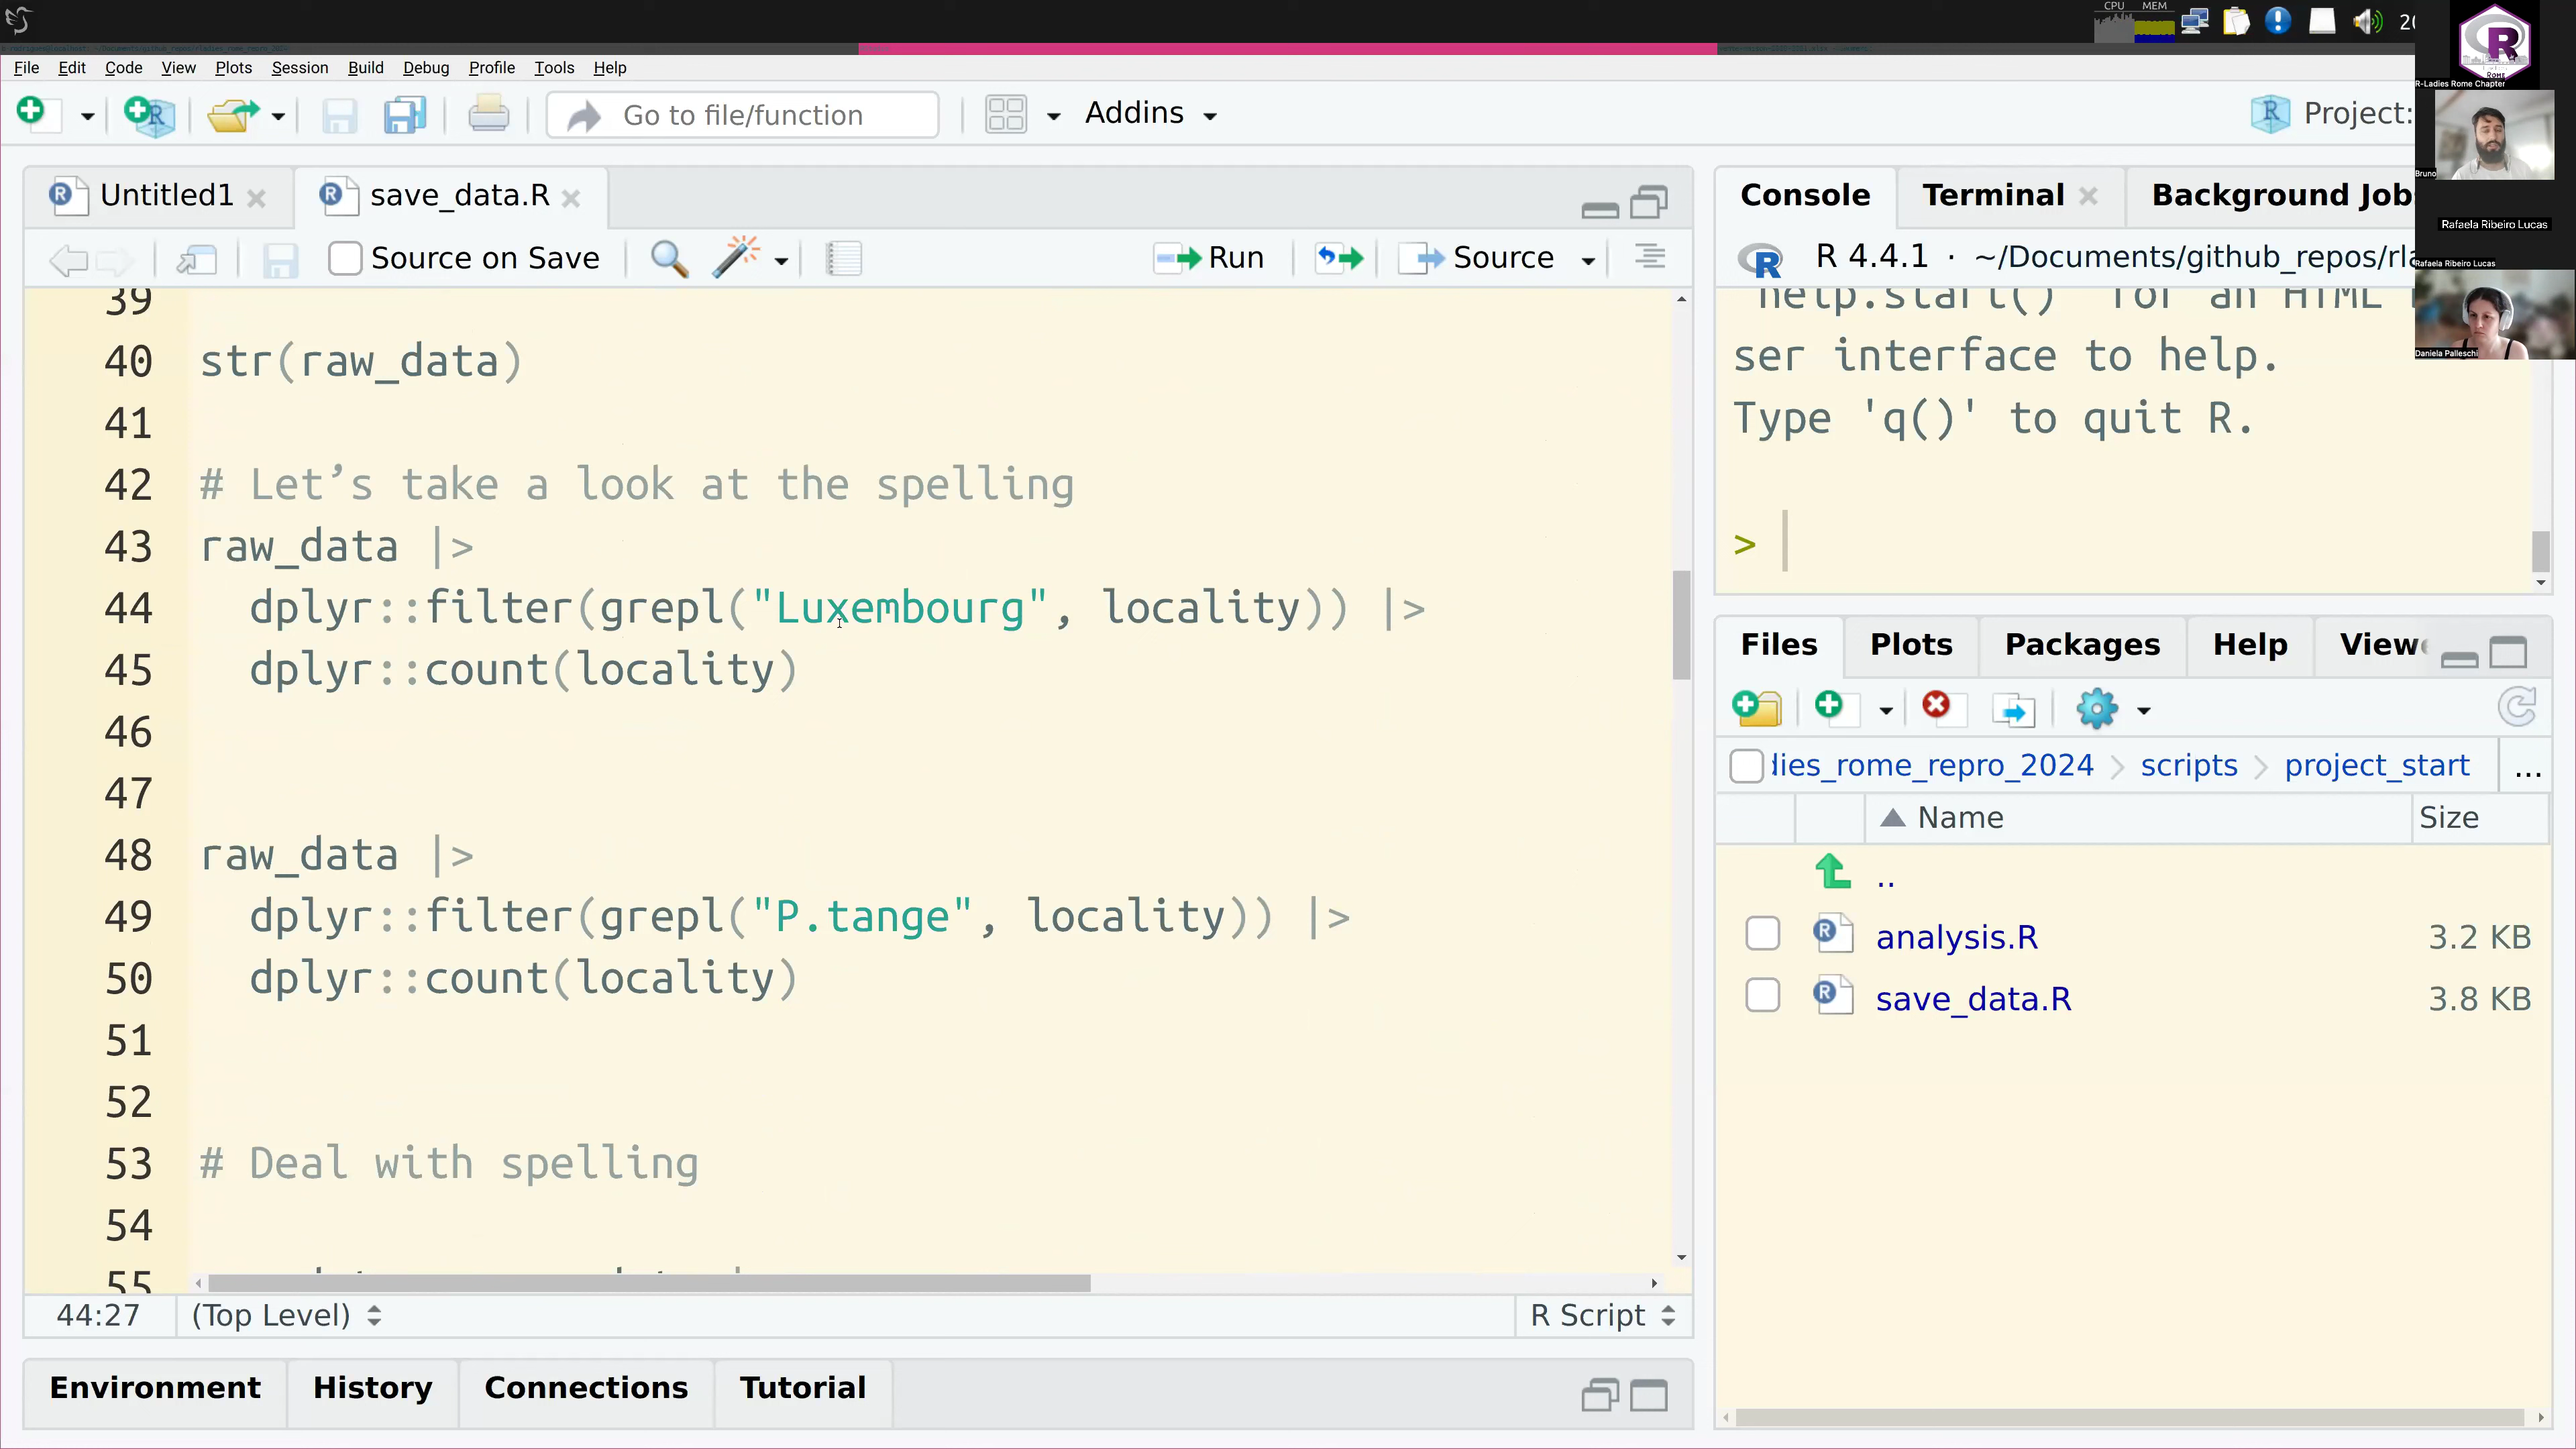 CPU MEM
File Edit Code View Plots Session Build Debug Profile Tools Help
R-Ladies Rome Chapter
Go to file/function
Addins
Project:
Bruno
Rafaela Ribeiro Lucas
Rafaela Ribeiro Lucas
Daniela Palleschi
Untitled1
save_data.R
Source on Save
Run
Source
39
40 str(raw_data)
41
42 # Let’s take a look at the spelling
43 raw_data |>
44 dplyr::filter(grepl("Luxembourg", locality)) |>
45 dplyr::count(locality)
46
47
48 raw_data |>
49 dplyr::filter(grepl("P.tange", locality)) |>
50 dplyr::count(locality)
51
52
53 # Deal with spelling
54
55
44:27 (Top Level) R Script
Environment History Connections Tutorial
Console Terminal Background Job
R 4.4.1 · ~/Documents/github_repos/rla
help.start() for an HTML
ser interface to help.
Type 'q()' to quit R.
>
Files Plots Packages Help View
dies_rome_repro_2024 scripts project_start ...
Name Size
..
analysis.R 3.2 KB
save_data.R 3.8 KB